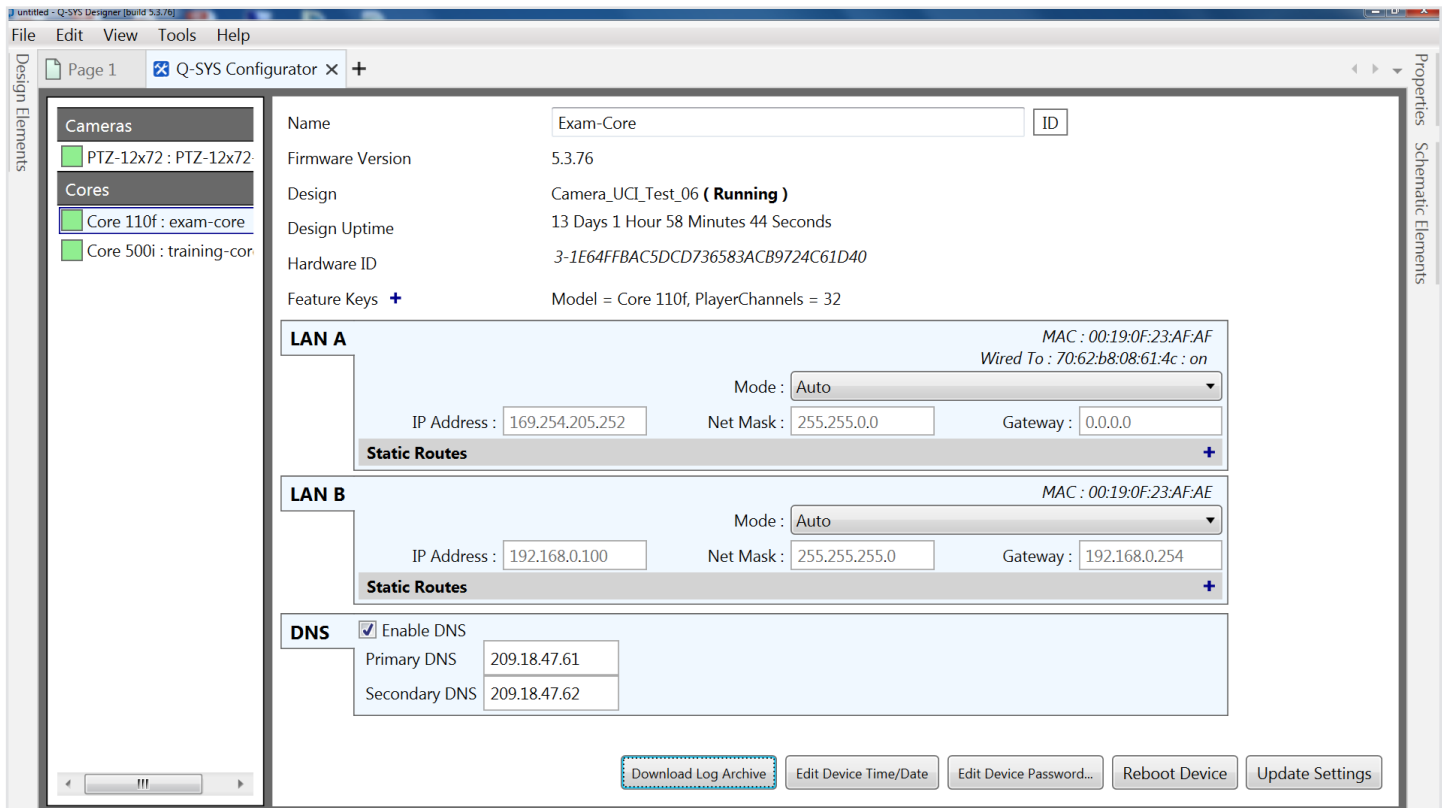 untitled - Q-SYS Designer [build 5.3.76]
File Edit View Tools Help
Page 1 Q-SYS Configurator
Design Elements
Properties
Schematic Elements
Cameras
PTZ-12x72 : PTZ-12x72-
Cores
Core 110f : exam-core
Core 500i : training-cor
Name Exam-Core ID
Firmware Version 5.3.76
Design Camera_UCI_Test_06 ( Running )
Design Uptime 13 Days 1 Hour 58 Minutes 44 Seconds
Hardware ID 3-1E64FFBAC5DCD736583ACB9724C61D40
Feature Keys + Model = Core 110f, PlayerChannels = 32
LAN A MAC : 00:19:0F:23:AF:AF
Wired To : 70:62:b8:08:61:4c : on
Mode : Auto
IP Address : 169.254.205.252 Net Mask : 255.255.0.0 Gateway : 0.0.0.0
Static Routes +
LAN B MAC : 00:19:0F:23:AF:AE
Mode : Auto
IP Address : 192.168.0.100 Net Mask : 255.255.255.0 Gateway : 192.168.0.254
Static Routes +
DNS Enable DNS
Primary DNS 209.18.47.61
Secondary DNS 209.18.47.62
Download Log Archive Edit Device Time/Date Edit Device Password... Reboot Device Update Settings